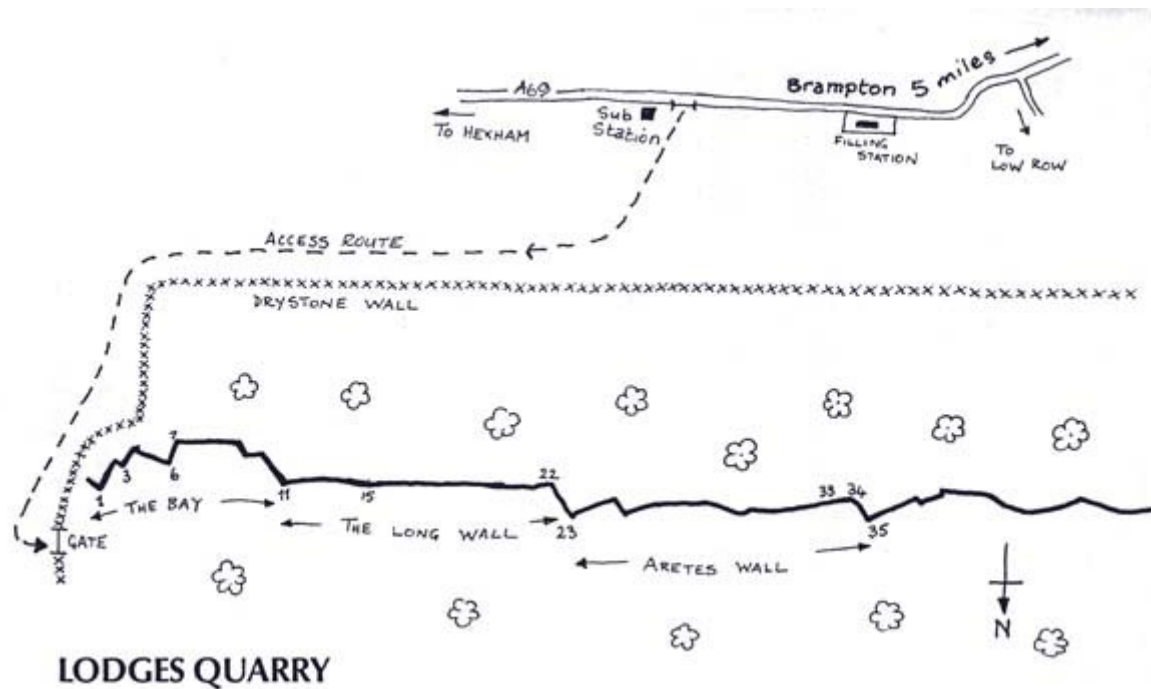 Brampton 5 miles
A69
TO HEXHAM
Sub
Station
FILLING
STATION
TO
LOW ROW
ACCESS ROUTE
DRYSTONE WALL
7
3
6
1
THE BAY
11
15
22
23
THE LONG WALL
33
34
35
ARETES WALL
GATE
N
LODGES QUARRY